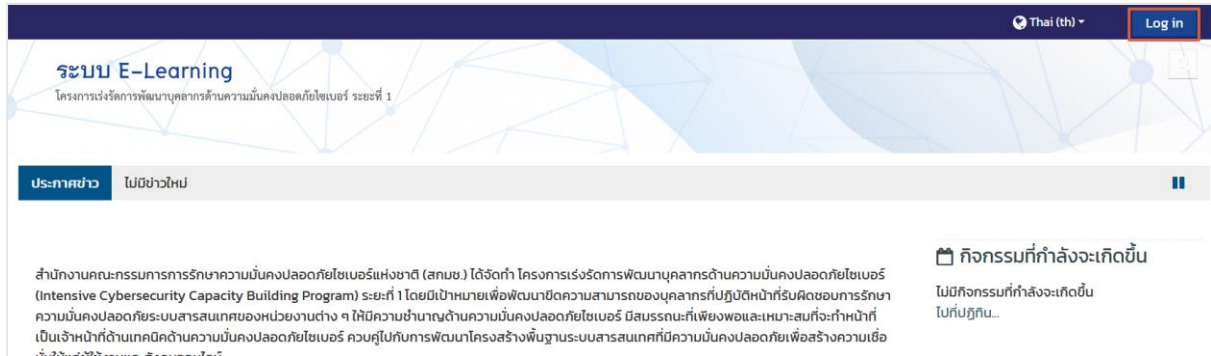 Thai (th)
Log in
ระบบ E-Learning
โครงการเร่งรัดการพัฒนาบุคลากรด้านความมั่นคงปลอดภัยไซเบอร์ ระยะที่ 1
ประกาศข่าว ไม่มีข่าวใหม่
สำนักงานคณะกรรมการการรักษาความมั่นคงปลอดภัยไซเบอร์แห่งชาติ (สกมช.) ได้จัดทำ โครงการเร่งรัดการพัฒนาบุคลากรด้านความมั่นคงปลอดภัยไซเบอร์
(Intensive Cybersecurity Capacity Building Program) ระยะที่ 1 โดยมีเป้าหมายเพื่อพัฒนาขีดความสามารถของบุคลากรที่ปฏิบัติหน้าที่รับผิดชอบการรักษา
ความมั่นคงปลอดภัยระบบสารสนเทศของหน่วยงานต่าง ๆ ให้มีความชำนาญด้านความมั่นคงปลอดภัยไซเบอร์ มีสมรรถนะที่เพียงพอและเหมาะสมที่จะทำหน้าที่
เป็นเจ้าหน้าที่ด้านเทคนิคด้านความมั่นคงปลอดภัยไซเบอร์ ควบคู่ไปกับการพัฒนาโครงสร้างพื้นฐานระบบสารสนเทศที่มีความมั่นคงปลอดภัยเพื่อสร้างความเชื่อ
กิจกรรมที่กำลังจะเกิดขึ้น
ไม่มีกิจกรรมที่กำลังจะเกิดขึ้น
ไปที่ปฏิทิน...